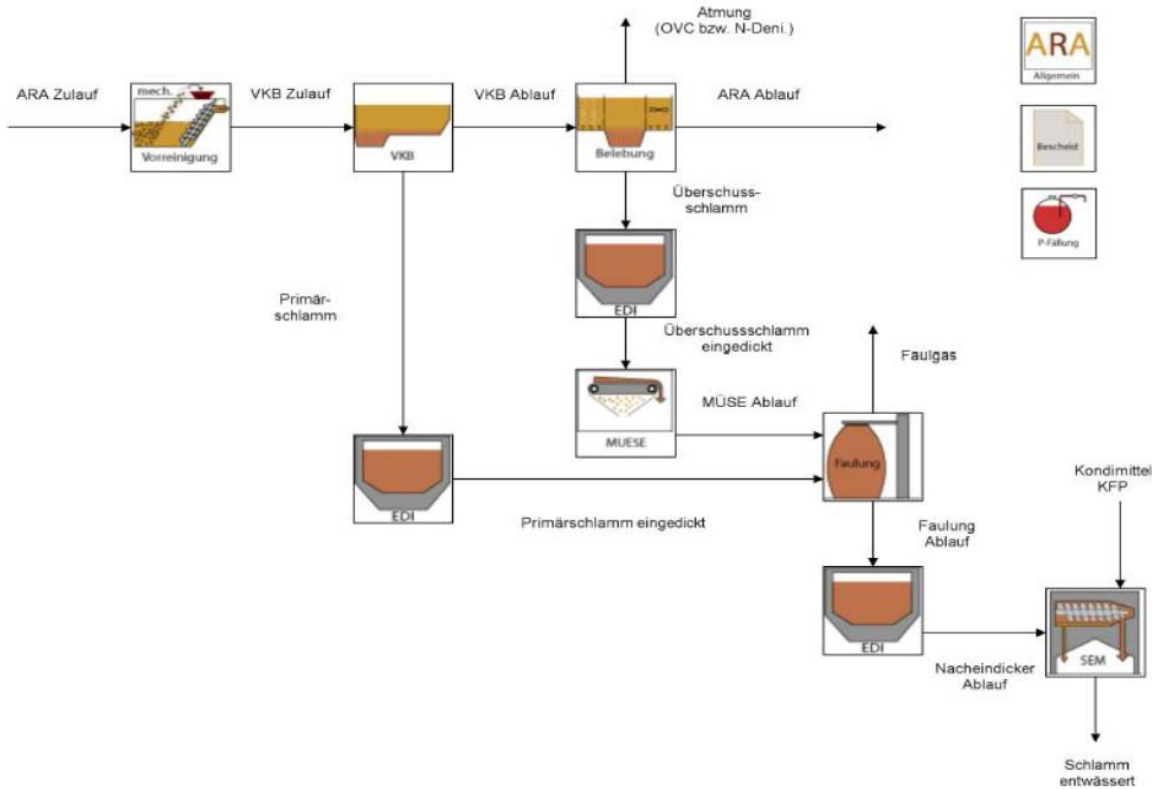 Atmung
(OVC bzw. N-Deni.)
ARA
Allgemein
ARA Zulauf
mech.
Vorreinigung
VKB Zulauf
VKB
VKB Ablauf
Belebung
ARA Ablauf
Bescheid
P-Fällung
Überschuss-
schlamm
EDI
Primär-
schlamm
Überschussschlamm
eingedickt
Faulgas
MUESE
MÜSE Ablauf
Faulung
EDI
Primärschlamm eingedickt
Kondimittel
KFP
Faulung
Ablauf
EDI
Nacheindicker
Ablauf
SEM
Schlamm
entwässert